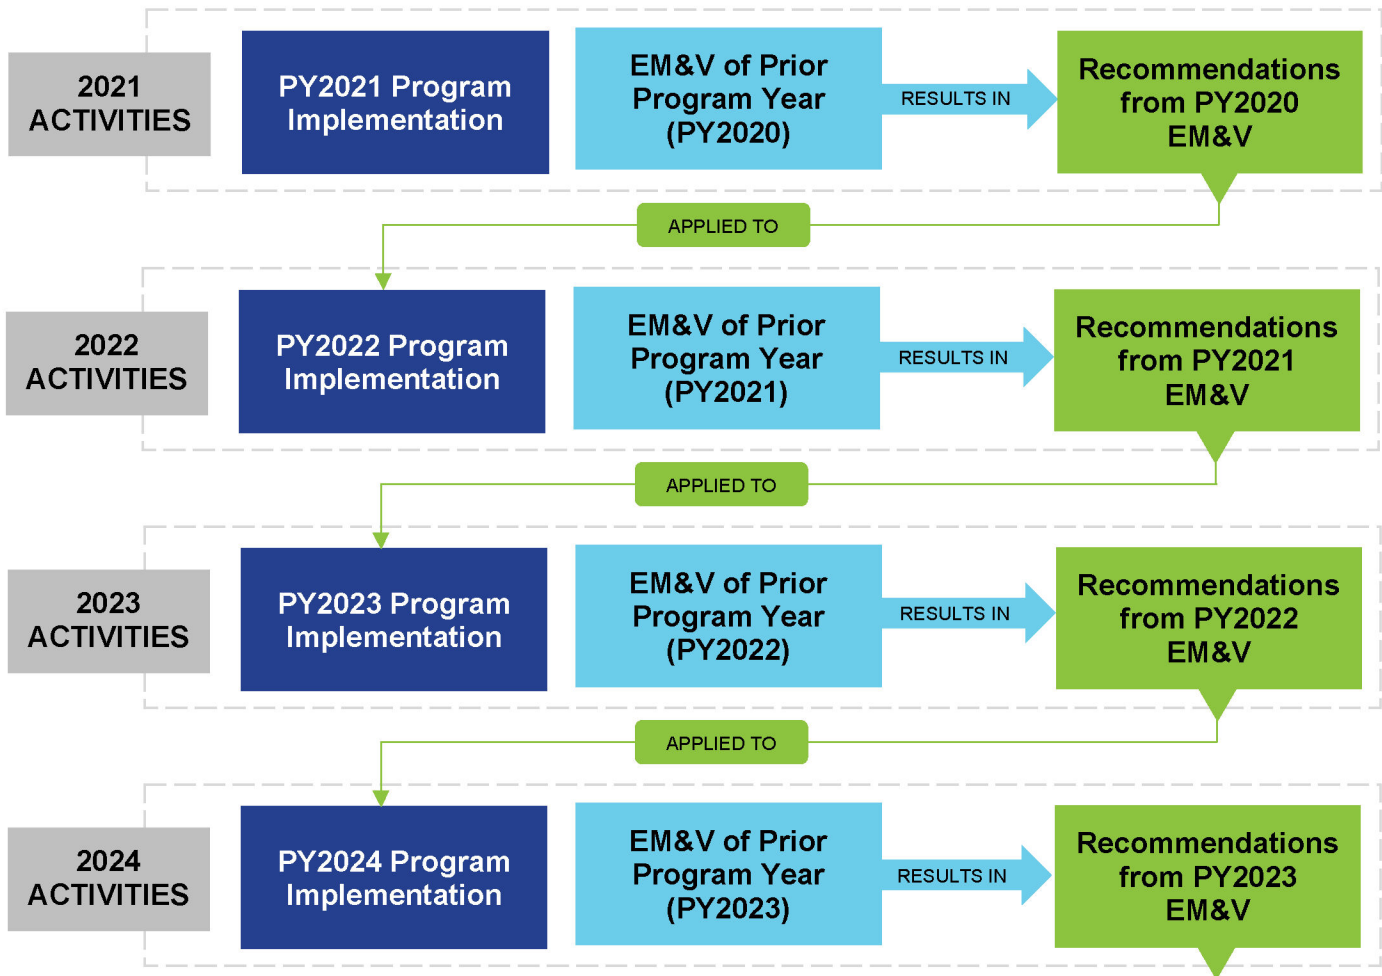 2021
ACTIVITIES
PY2021 Program
Implementation
EM&V of Prior
Program Year
(PY2020)
RESULTS IN
Recommendations
from PY2020
EM&V
APPLIED TO
2022
ACTIVITIES
PY2022 Program
Implementation
EM&V of Prior
Program Year
(PY2021)
RESULTS IN
Recommendations
from PY2021
EM&V
APPLIED TO
2023
ACTIVITIES
PY2023 Program
Implementation
EM&V of Prior
Program Year
(PY2022)
RESULTS IN
Recommendations
from PY2022
EM&V
APPLIED TO
2024
ACTIVITIES
PY2024 Program
Implementation
EM&V of Prior
Program Year
(PY2023)
RESULTS IN
Recommendations
from PY2023
EM&V